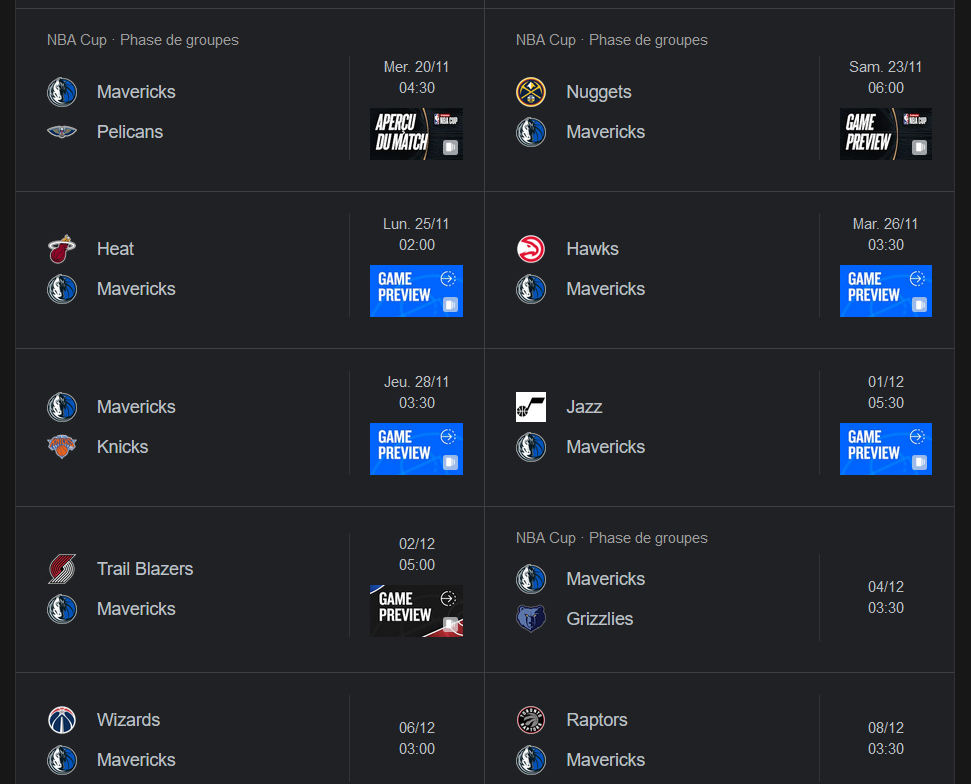 NBA Cup · Phase de groupes
Mavericks
Pelicans
Mer. 20/11
04:30
APERÇU
DU MATCH
NBA CUP
NBA Cup · Phase de groupes
Nuggets
Mavericks
Sam. 23/11
06:00
GAME
PREVIEW
NBA CUP
Heat
Mavericks
Lun. 25/11
02:00
GAME
PREVIEW
Hawks
Mavericks
Mar. 26/11
03:30
GAME
PREVIEW
Mavericks
Knicks
Jeu. 28/11
03:30
GAME
PREVIEW
Jazz
Mavericks
01/12
05:30
GAME
PREVIEW
Trail Blazers
Mavericks
02/12
05:00
GAME
PREVIEW
NBA Cup · Phase de groupes
Mavericks
Grizzlies
04/12
03:30
Wizards
Mavericks
06/12
03:00
Raptors
Mavericks
08/12
03:30